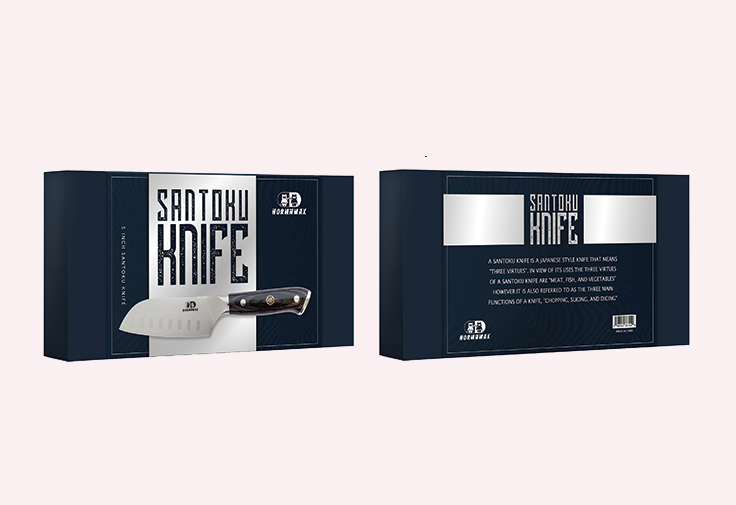 SANTOKU
KNIFE
HORMHMAX
5 INCH SANTOKU KNIFE
SANTOKU
KNIFE
A SANTOKU KNIFE IS A JAPANESE STYLE KNIFE THAT MEANS
"THREE VIRTUES". IN VIEW OF ITS USES THE THREE VIRTUES
OF A SANTOKU KNIFE ARE "MEAT, FISH, AND VEGETABLES"
HOWEVER IT IS ALSO REFERRED TO AS THE THREE MAIN
FUNCTIONS OF A KNIFE, "CHOPPING, SLICING, AND DICING"
HORMHMAX